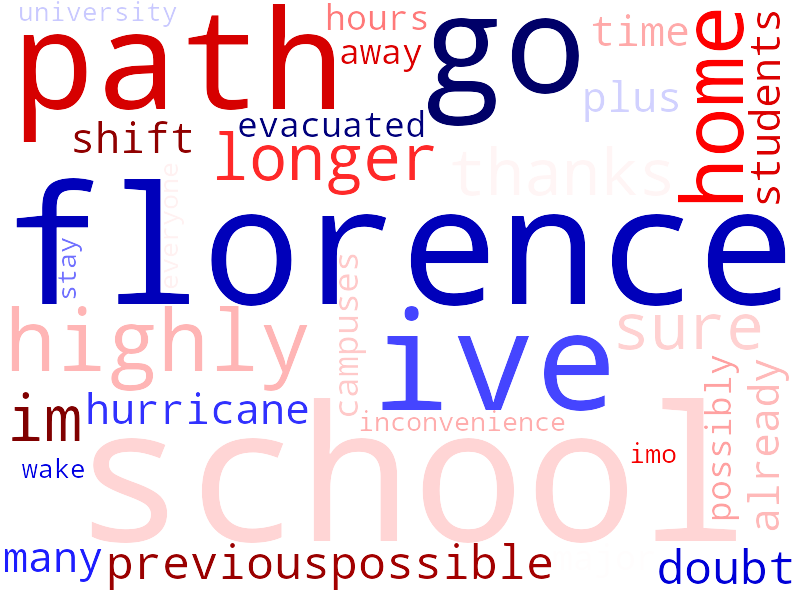 university
path
go
hours
time
home
students
away
plus
shift
evacuated
longer
thanks
everyone
florence
stay
campuses
highly
ive
sure
im
hurricane
inconvenience
school
possibly
already
wake
imo
many
previouspossible
doubt